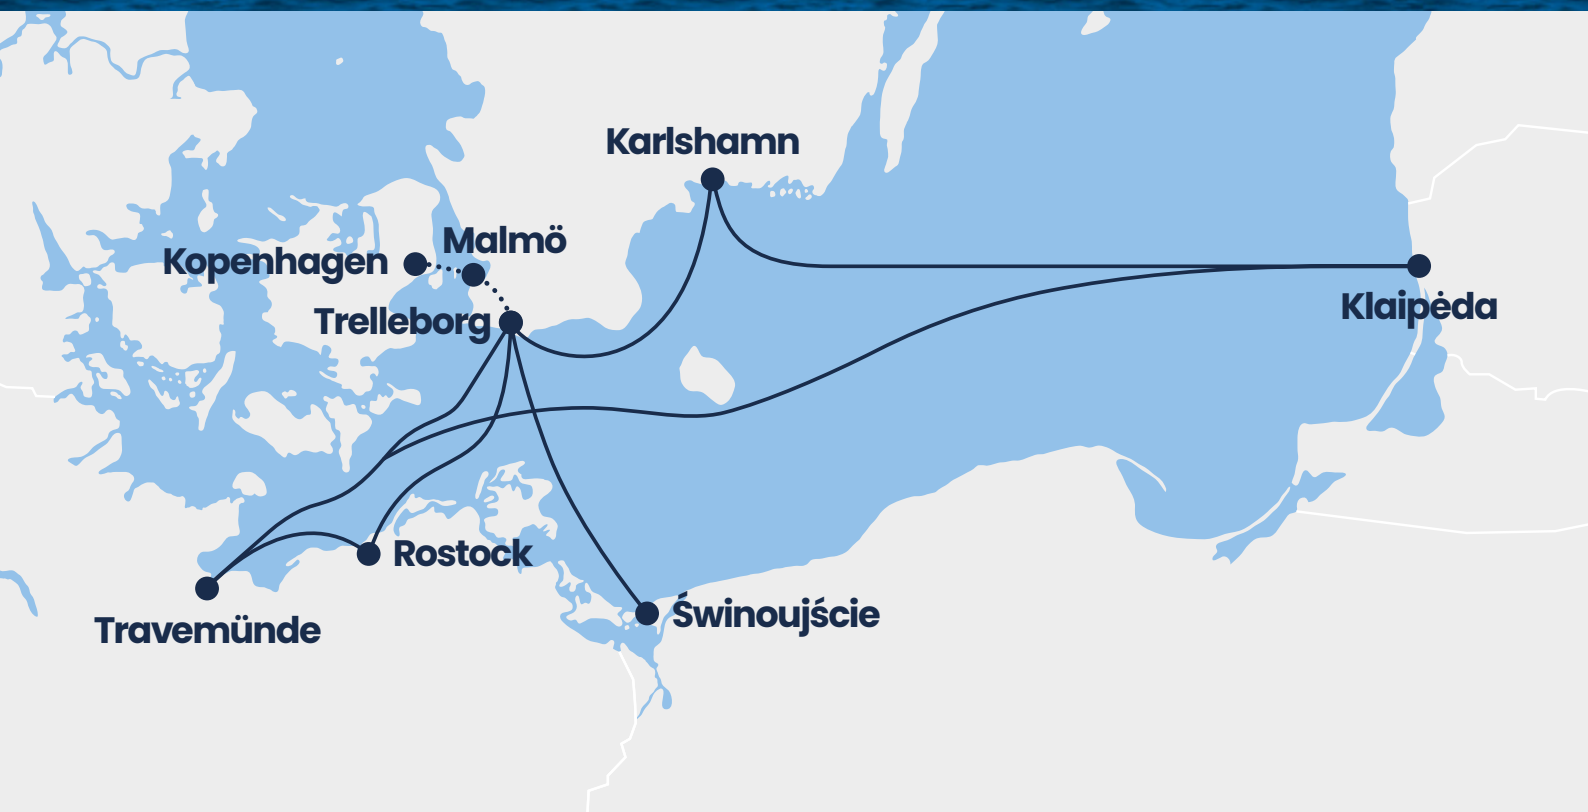 Karlshamn
Malmö
Kopenhagen
Trelleborg
Klaipėda
Rostock
Świnoujście
Travemünde